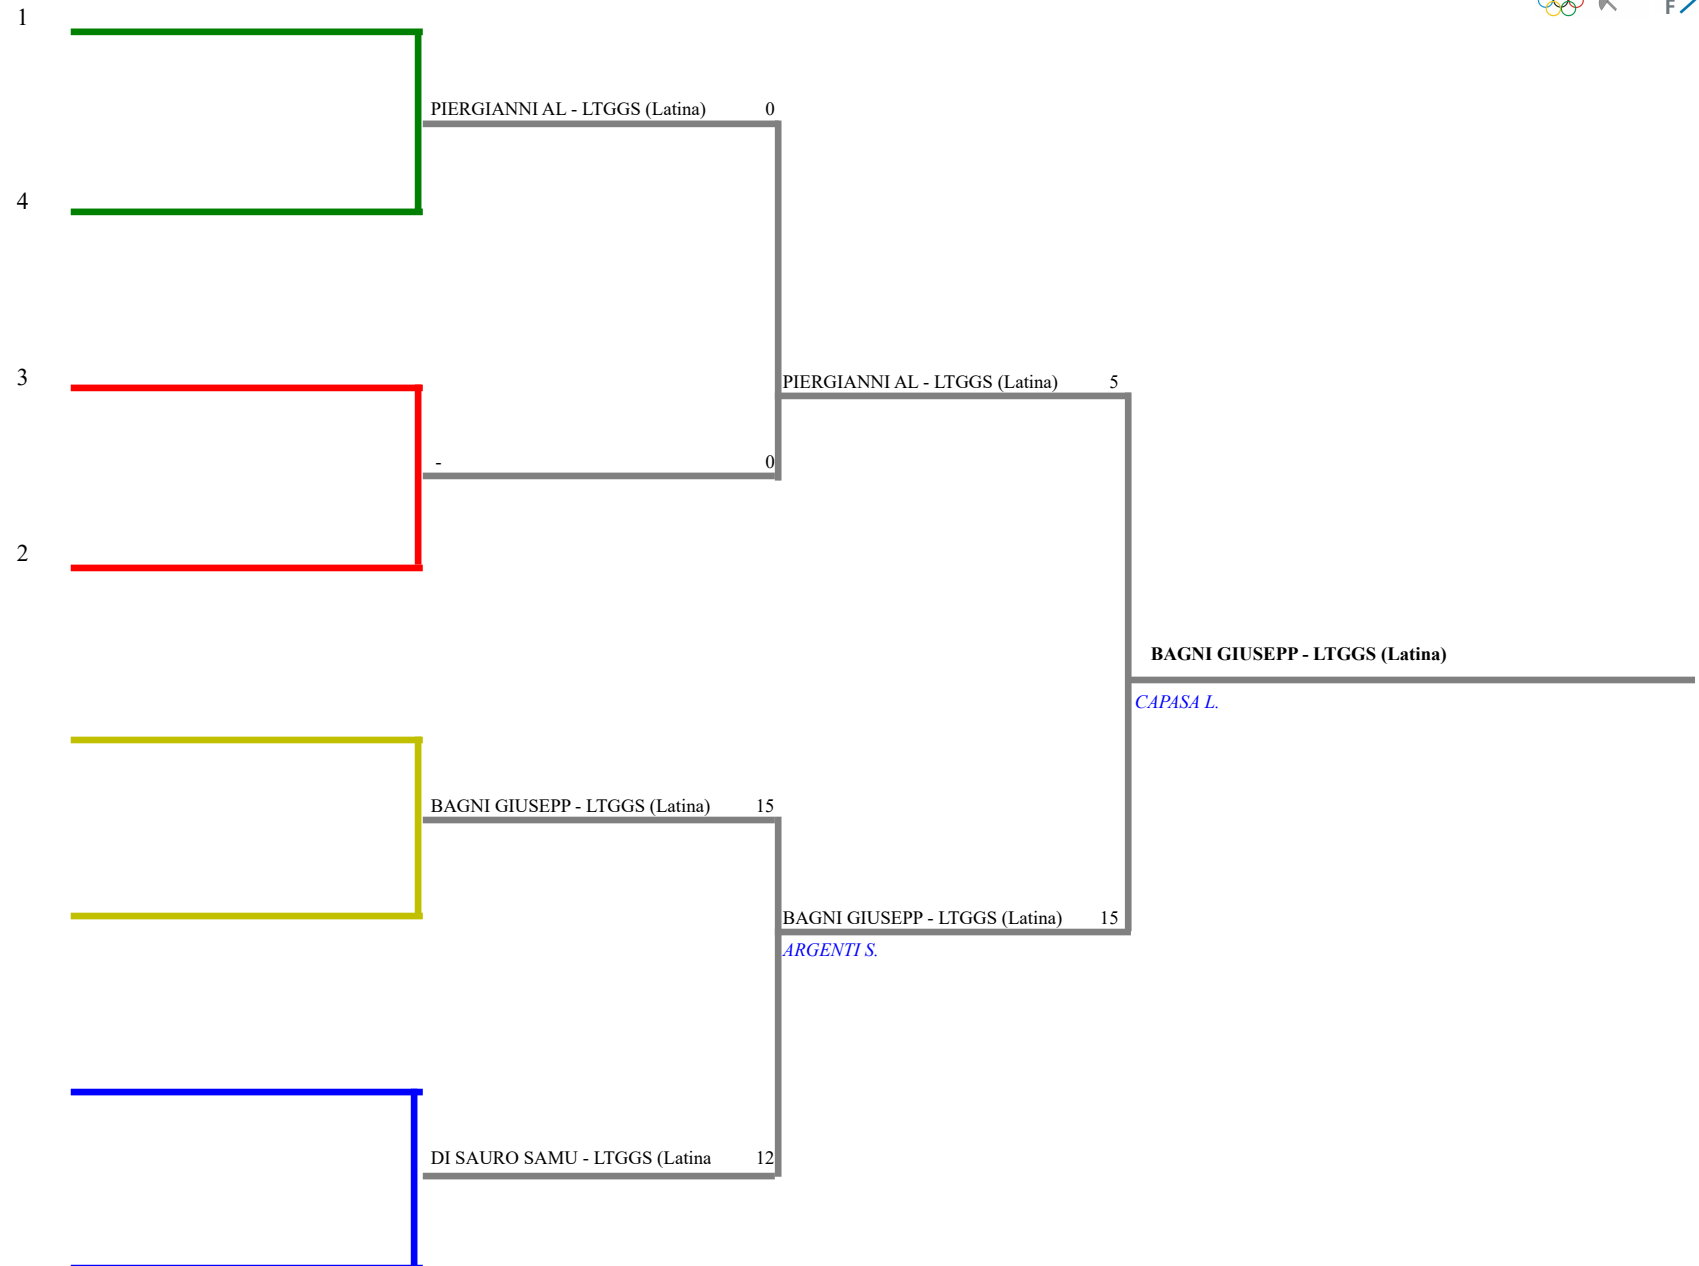 1
F
PIERGIANNI AL - LTGGS (Latina) 0
4
3
PIERGIANNI AL - LTGGS (Latina) 5
- 0
2
BAGNI GIUSEPP - LTGGS (Latina)
CAPASA L.
BAGNI GIUSEPP - LTGGS (Latina) 15
BAGNI GIUSEPP - LTGGS (Latina) 15
ARGENTI S.
DI SAURO SAMU - LTGGS (Latina 12